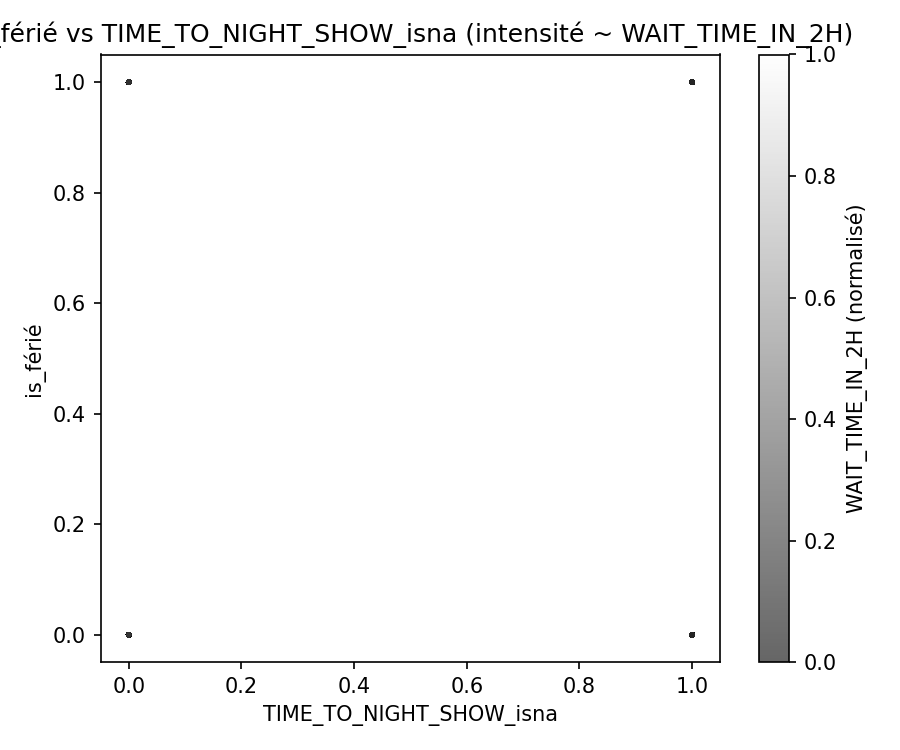 férié vs TIME_TO_NIGHT_SHOW_isna (intensité ~ WAIT_TIME_IN_2H)
1.0
0.8
0.6
0.4
0.2
0.0
is_férié
0.0 0.2 0.4 0.6 0.8 1.0
TIME_TO_NIGHT_SHOW_isna
1.0
0.8
0.6
0.4
0.2
0.0
WAIT_TIME_IN_2H (normalisé)